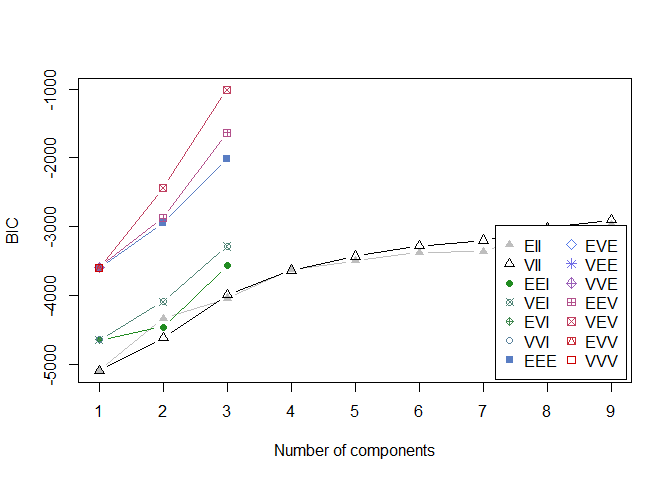 -1000
-2000
-3000
-4000
-5000
BIC
1 2 3 4 5 6 7 8 9
Number of components
EII EVE
VII VEE
EEI VVE
VEI EEV
EVI VEV
VVI EVV
EEE VVV